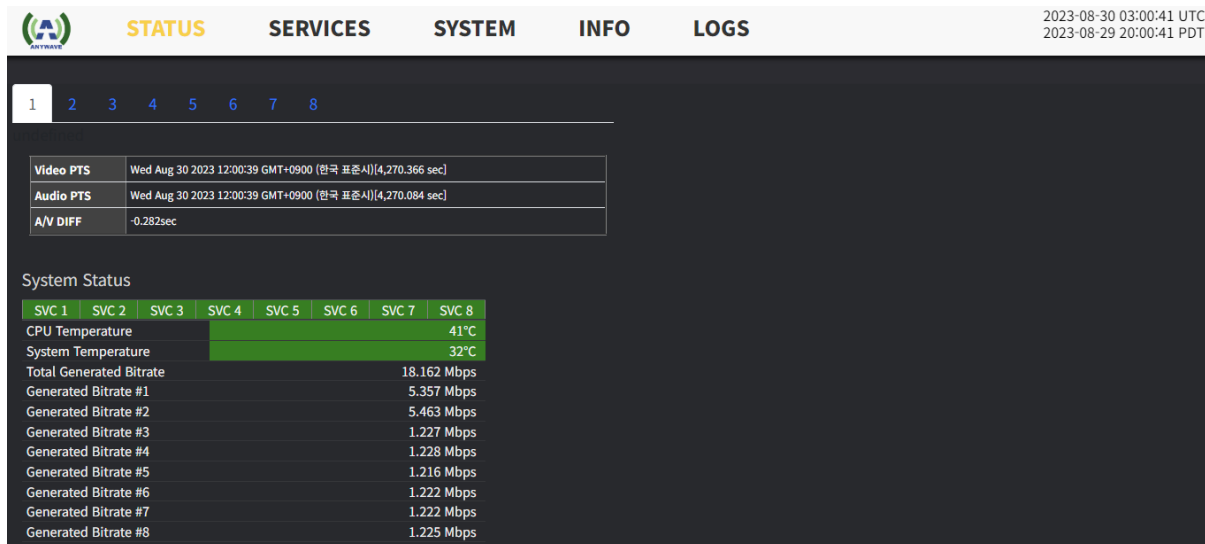 ANYWAVE
STATUS SERVICES SYSTEM INFO LOGS
2023-08-30 03:00:41 UTC
2023-08-29 20:00:41 PDT
1 2 3 4 5 6 7 8
Video PTS Wed Aug 30 2023 12:00:39 GMT+0900 (한국 표준시)[4,270.366 sec]
Audio PTS Wed Aug 30 2023 12:00:39 GMT+0900 (한국 표준시)[4,270.084 sec]
A/V DIFF -0.282sec
System Status
SVC 1 SVC 2 SVC 3 SVC 4 SVC 5 SVC 6 SVC 7 SVC 8
CPU Temperature 41°C
System Temperature 32°C
Total Generated Bitrate 18.162 Mbps
Generated Bitrate #1 5.357 Mbps
Generated Bitrate #2 5.463 Mbps
Generated Bitrate #3 1.227 Mbps
Generated Bitrate #4 1.228 Mbps
Generated Bitrate #5 1.216 Mbps
Generated Bitrate #6 1.222 Mbps
Generated Bitrate #7 1.222 Mbps
Generated Bitrate #8 1.225 Mbps